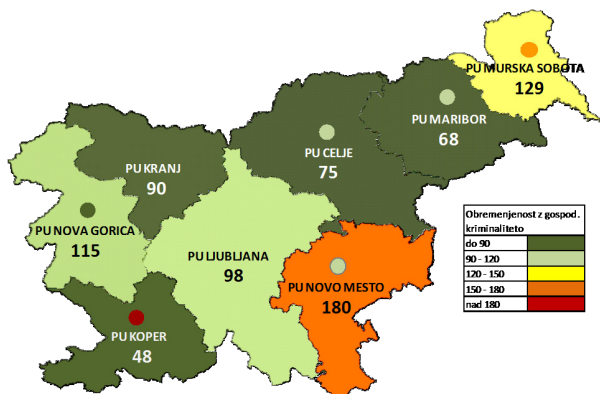 PU MURSKA SOBOTA
129
PU MARIBOR
68
PU CELJE
75
PU KRANJ
90
PU NOVA GORICA
115
PU LJUBLJANA
98
PU NOVO MESTO
180
PU KOPER
48
Obremenjenost z gospod.
kriminaliteto
do 90
90 - 120
120 - 150
150 - 180
nad 180